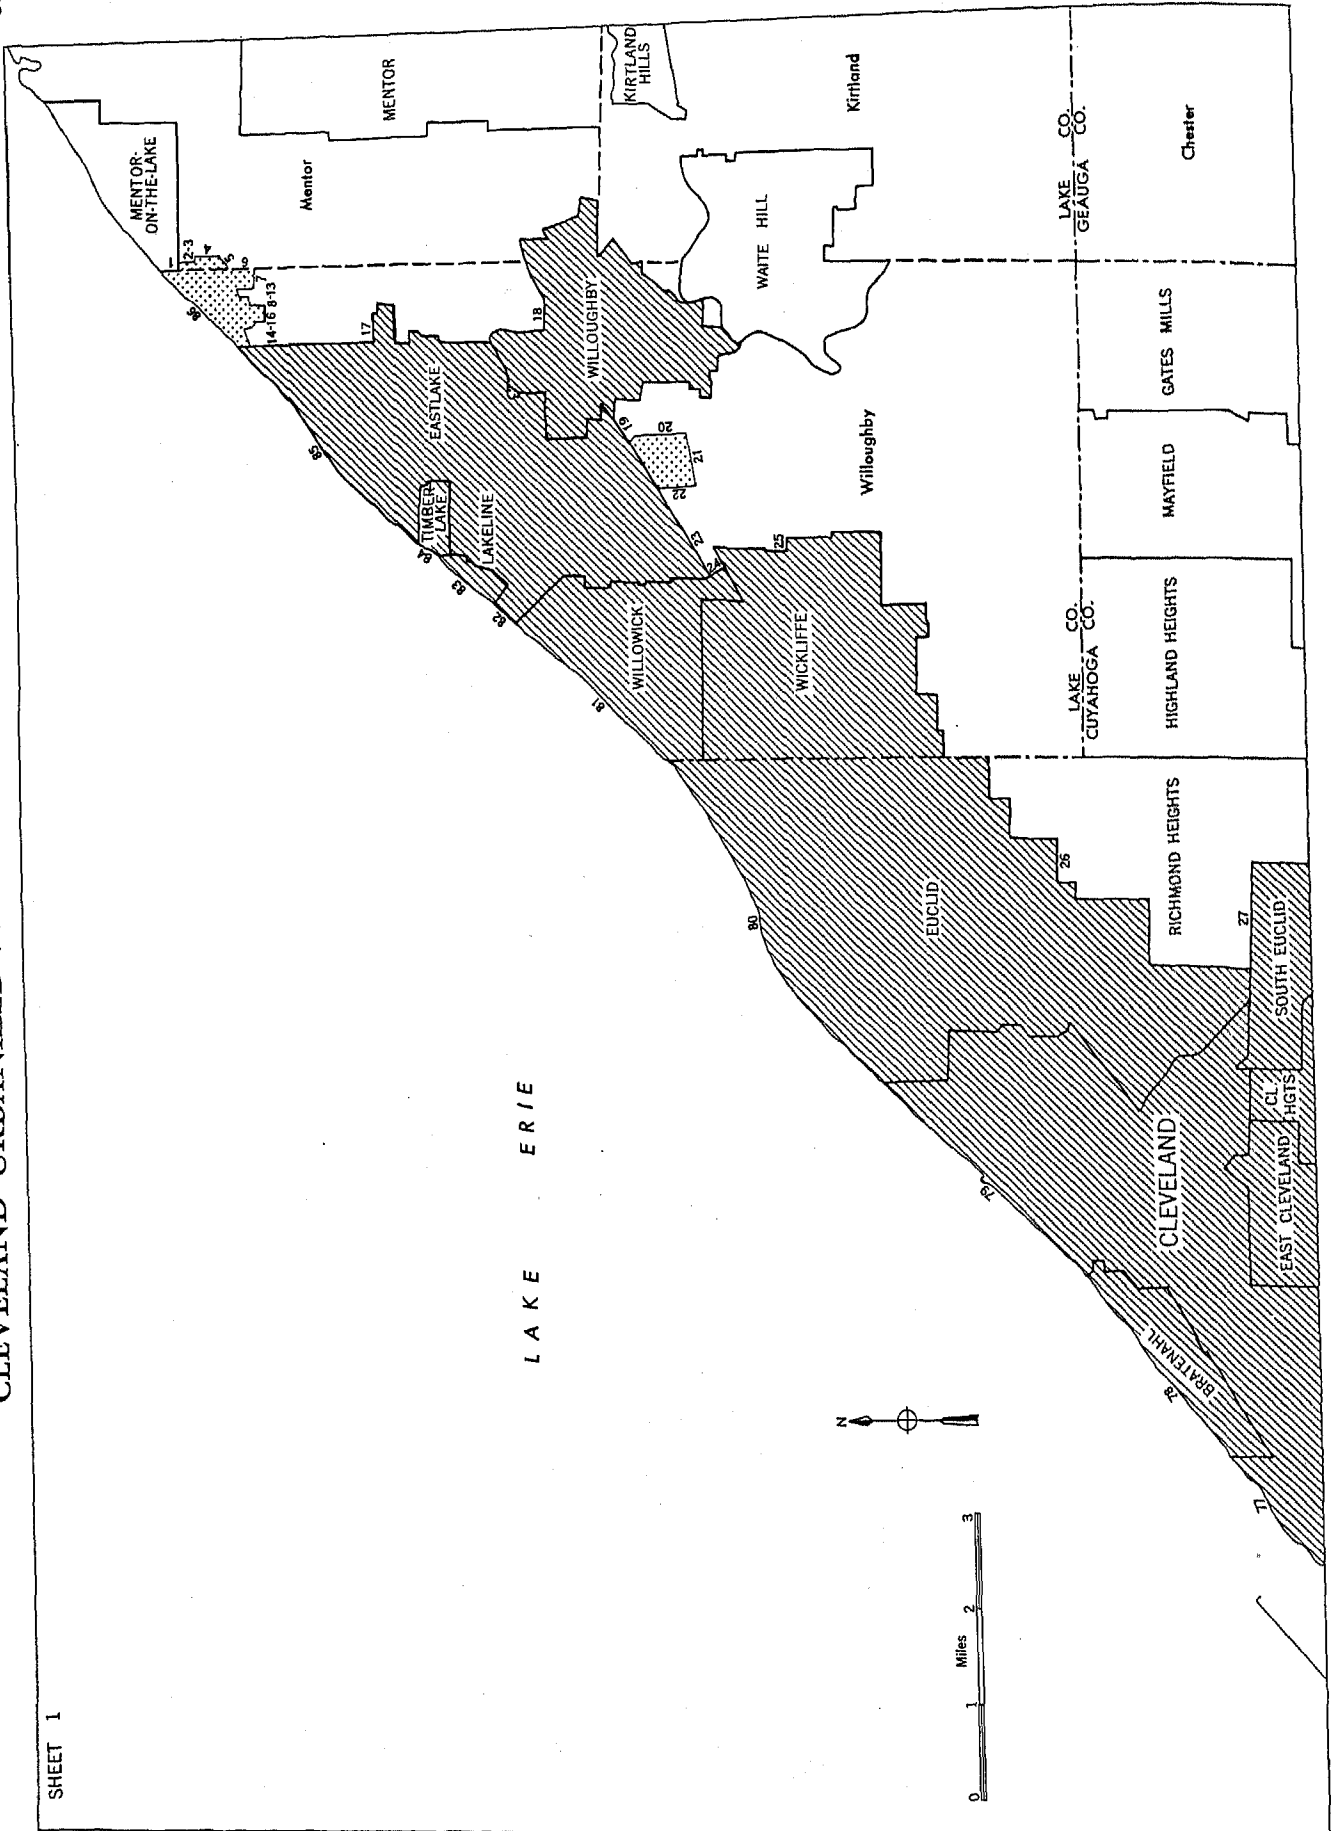 CLEVELAND URBANIZED
SHEET 1
MENTOR-
ON-THE-LAKE
Mentor
MENTOR
KIRTLAND
HILLS
Kirtland
WAITE HILL
LAKE CO.
GEAUGA CO.
Chester
1
2-3
4
5
6
7
8-13
14-16
86
17
18
WILLOUGHBY
EASTLAKE
85
TIMBER
LAKE
LAKELINE
84
83
82
19
20
21
22
23
24
25
Willoughby
GATES MILLS
MAYFIELD
HIGHLAND HEIGHTS
LAKE CO.
CUYAHOGA CO.
WILLOWICK
WICKLIFFE
81
80
EUCLID
26
RICHMOND HEIGHTS
27
SOUTH EUCLID
CL.
HGTS
EAST CLEVELAND
CLEVELAND
79
BRATENAHL
78
77
LAKE ERIE
N
Miles
0 1 2 3